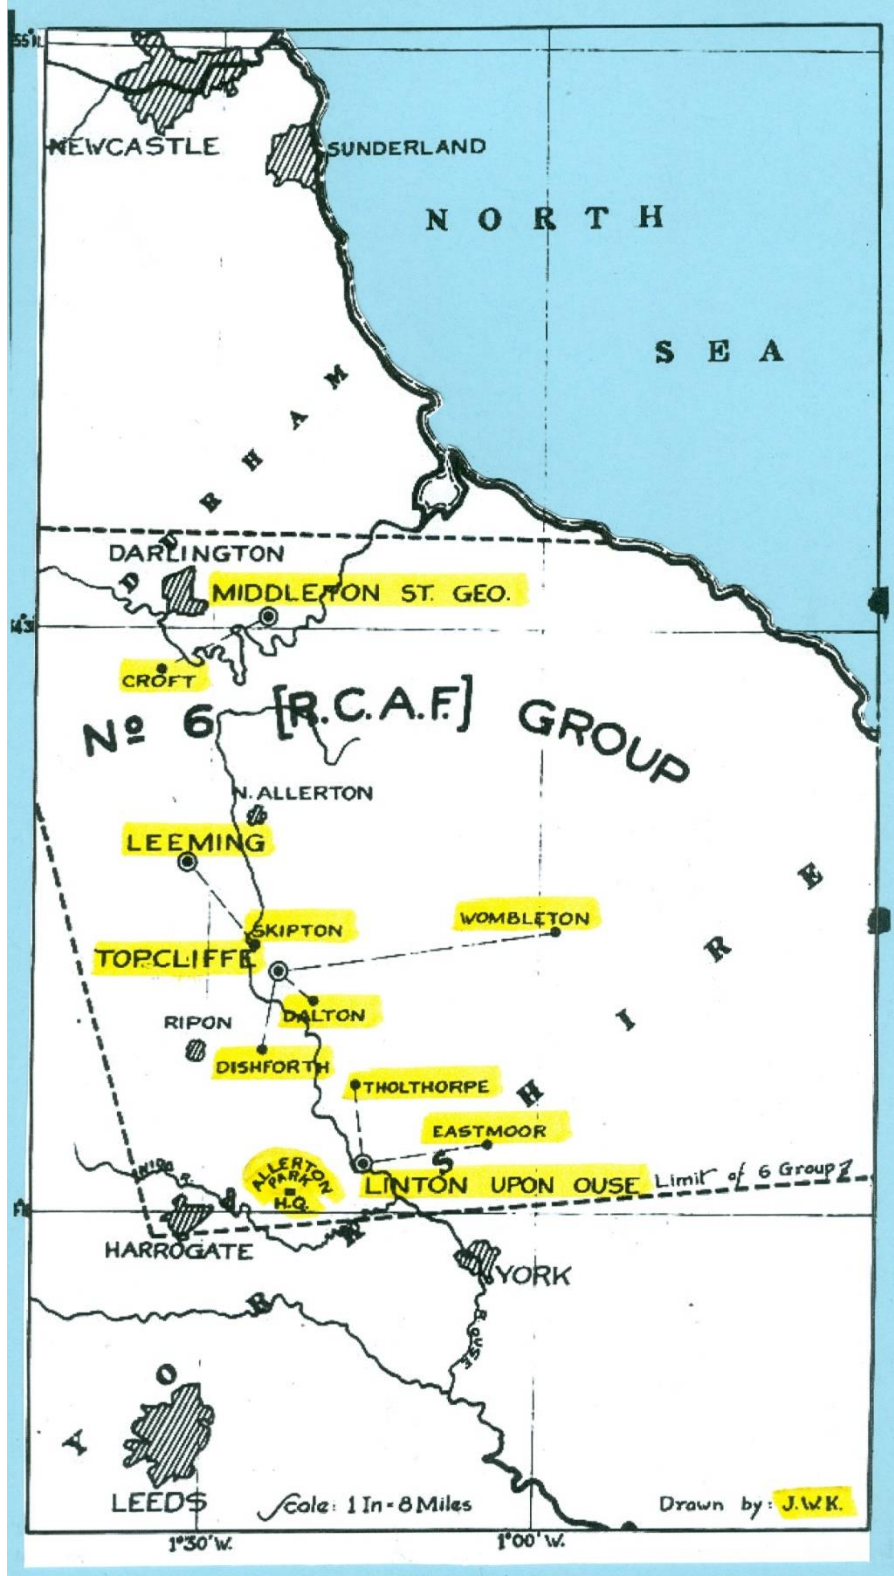 55° N.
NEWCASTLE
SUNDERLAND
NORTH
SEA
DURHAM
DARLINGTON
MIDDLETON ST. GEO.
CROFT
No 6 [R.C.A.F.] GROUP
N. ALLERTON
LEEMING
SKIPTON
WOMBLETON
TOPCLIFFE
DALTON
RIPON
DISHFORTH
THOLTHORPE
EASTMOOR
ALLERTON
PARK
H.Q.
LINTON UPON OUSE
Limit of 6 Group
NIDD R.
HARROGATE
YORK
R. OUSE
YORKSHIRE
LEEDS
Scale: 1 In = 8 Miles
Drawn by: J.W.K.
1°30' W.
1°00' W.